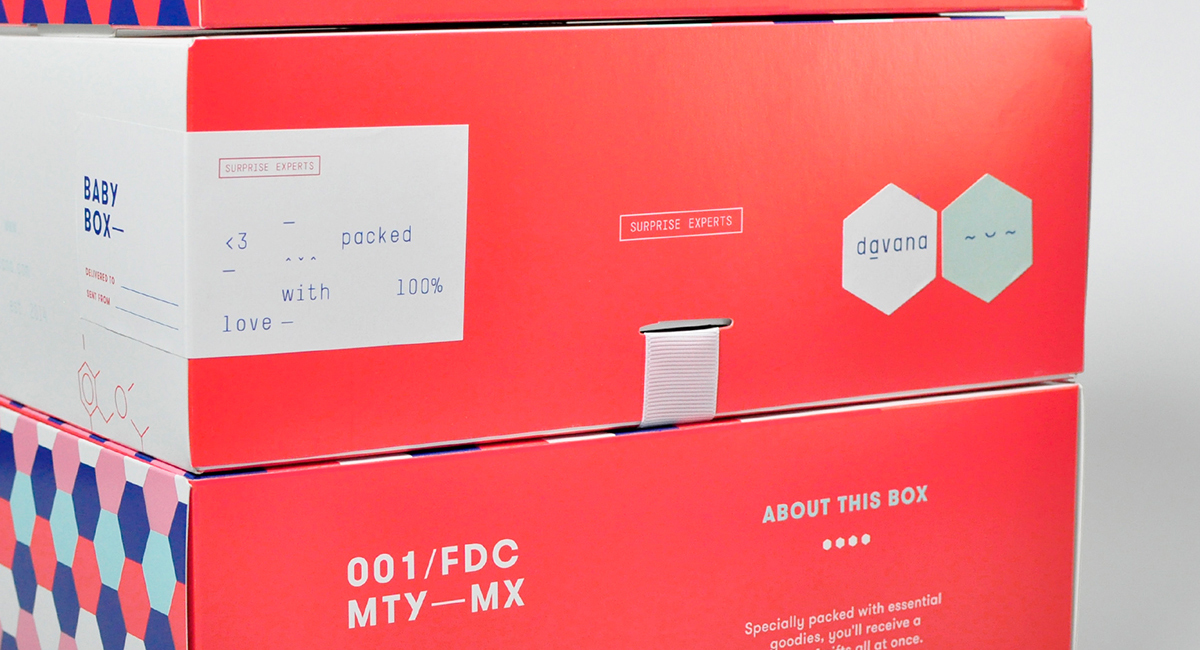 BABY
BOX—
DELIVERED TO
SENT FROM
SURPRISE EXPERTS
<3 packed
with 100%
love —
SURPRISE EXPERTS
davana
~ ~
001/FDC
MTY—MX
ABOUT THIS BOX
Specially packed with essential
goodies, you'll receive a
all at once.